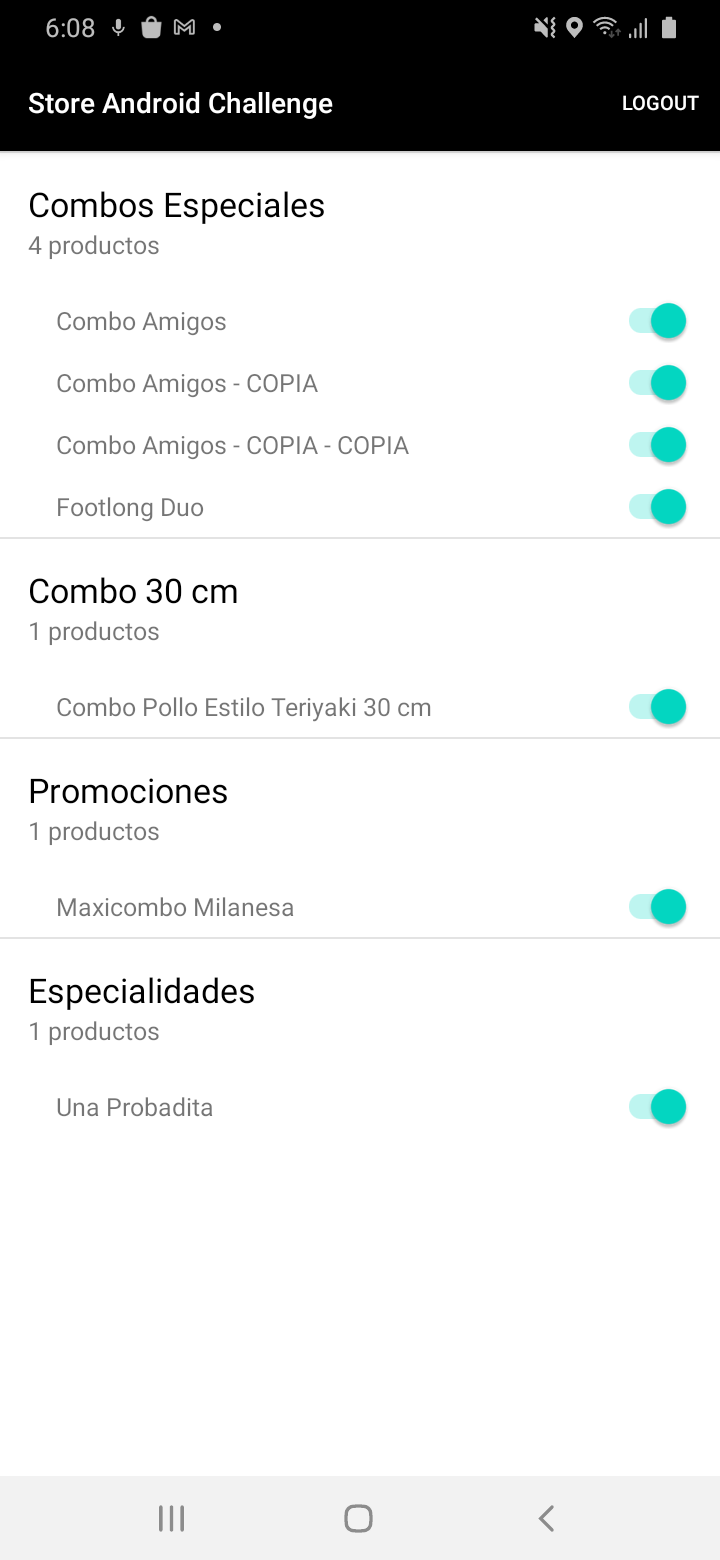 6:08
Store Android Challenge
LOGOUT
Combos Especiales
4 productos
Combo Amigos
Combo Amigos - COPIA
Combo Amigos - COPIA - COPIA
Footlong Duo
Combo 30 cm
1 productos
Combo Pollo Estilo Teriyaki 30 cm
Promociones
1 productos
Maxicombo Milanesa
Especialidades
1 productos
Una Probadita